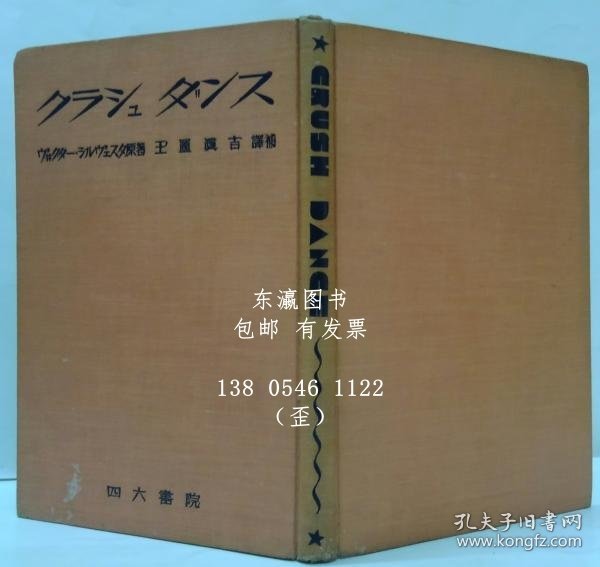 クラシュ ダンス
ヴィクター・シルヴェスタ原著 玉置眞吉 譯補
四六書院
★ CRUSH DANCE ★
东瀛图书
包邮 有发票
138 0546 1122
（歪）
孔夫子旧书网
www.kongfz.com